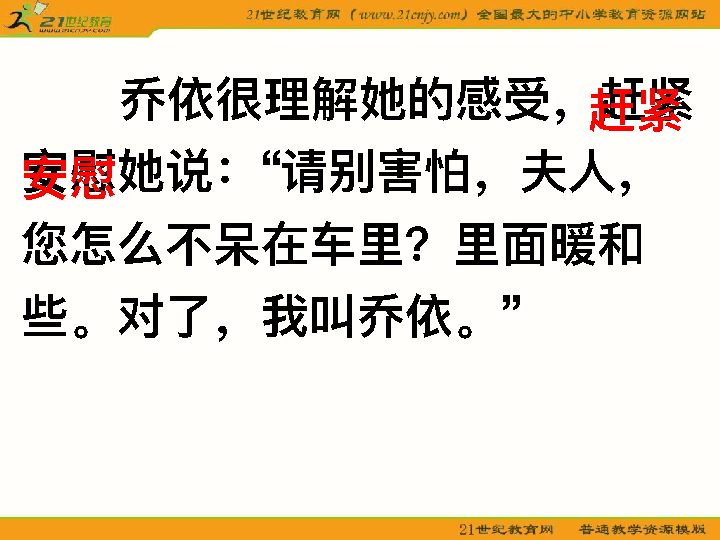 21世纪教育
www.21cnjy.com
21世纪教育网（www.21cnjy.com）全国最大的中小学教育资源网站
乔依很理解她的感受，赶紧
安慰她说：“请别害怕，夫人，
您怎么不呆在车里？里面暖和
些。对了，我叫乔依。”
赶紧
安慰
21世纪教育网 普通教学资源模版